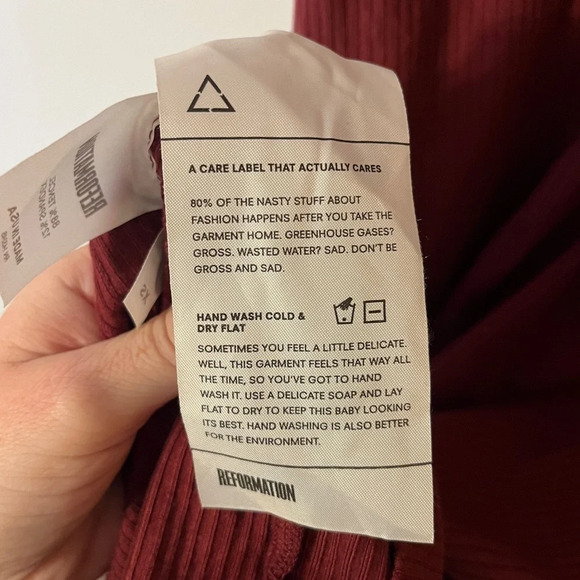 A CARE LABEL THAT ACTUALLY CARES
80% OF THE NASTY STUFF ABOUT
FASHION HAPPENS AFTER YOU TAKE THE
GARMENT HOME. GREENHOUSE GASES?
GROSS. WASTED WATER? SAD. DON'T BE
GROSS AND SAD.
HAND WASH COLD &
DRY FLAT
SOMETIMES YOU FEEL A LITTLE DELICATE.
WELL, THIS GARMENT FEELS THAT WAY ALL
THE TIME, SO YOU'VE GOT TO HAND
WASH IT. USE A DELICATE SOAP AND LAY
FLAT TO DRY TO KEEP THIS BABY LOOKING
ITS BEST. HAND WASHING IS ALSO BETTER
FOR THE ENVIRONMENT.
REFORMATION
REFORMATION
XS